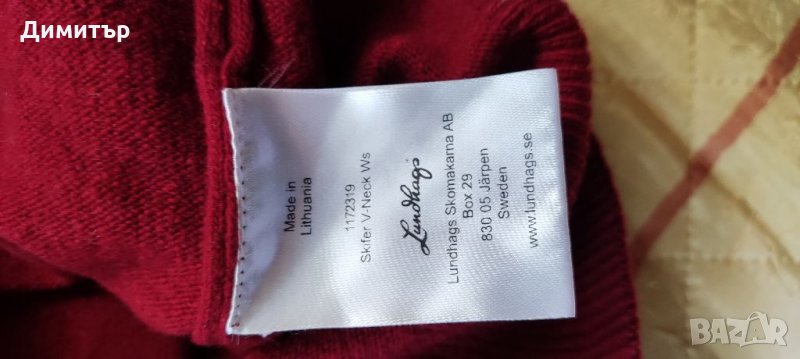 Димитър
Made in
Lithuania
1172319
Skifer V-Neck Ws
Lundhags
Lundhags Skomakarna AB
Box 29
830 05 Järpen
Sweden
www.lundhags.se
BAZAR